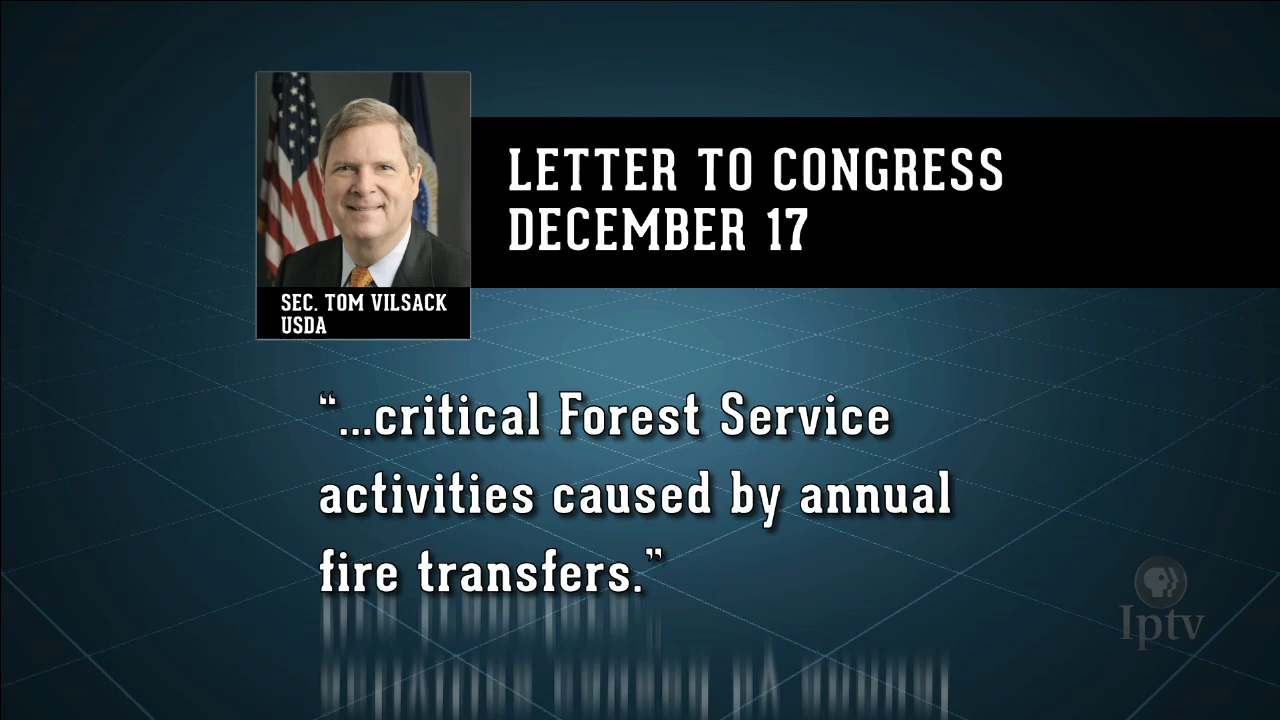 LETTER TO CONGRESS
DECEMBER 17
SEC. TOM VILSACK
USDA
“...critical Forest Service
activities caused by annual
fire transfers.”
Iptv